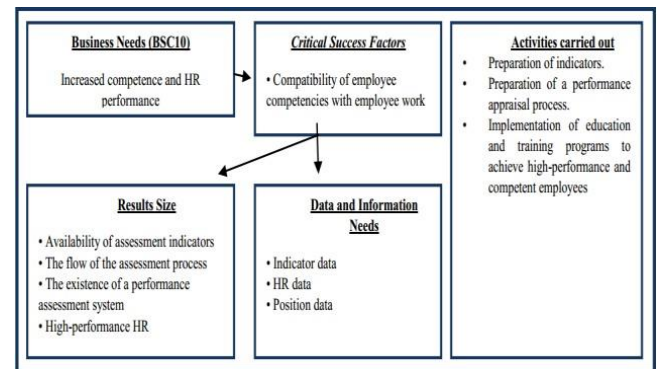 Business Needs (BSC10)
Increased competence and HR
performance
Critical Success Factors
• Compatibility of employee
competencies with employee work
Activities carried out
• Preparation of indicators.
• Preparation of a performance
appraisal process.
• Implementation of education
and training programs to
achieve high-performance and
competent employees
Results Size
• Availability of assessment indicators
• The flow of the assessment process
• The existence of a performance
assessment system
• High-performance HR
Data and Information
Needs
• Indicator data
• HR data
• Position data